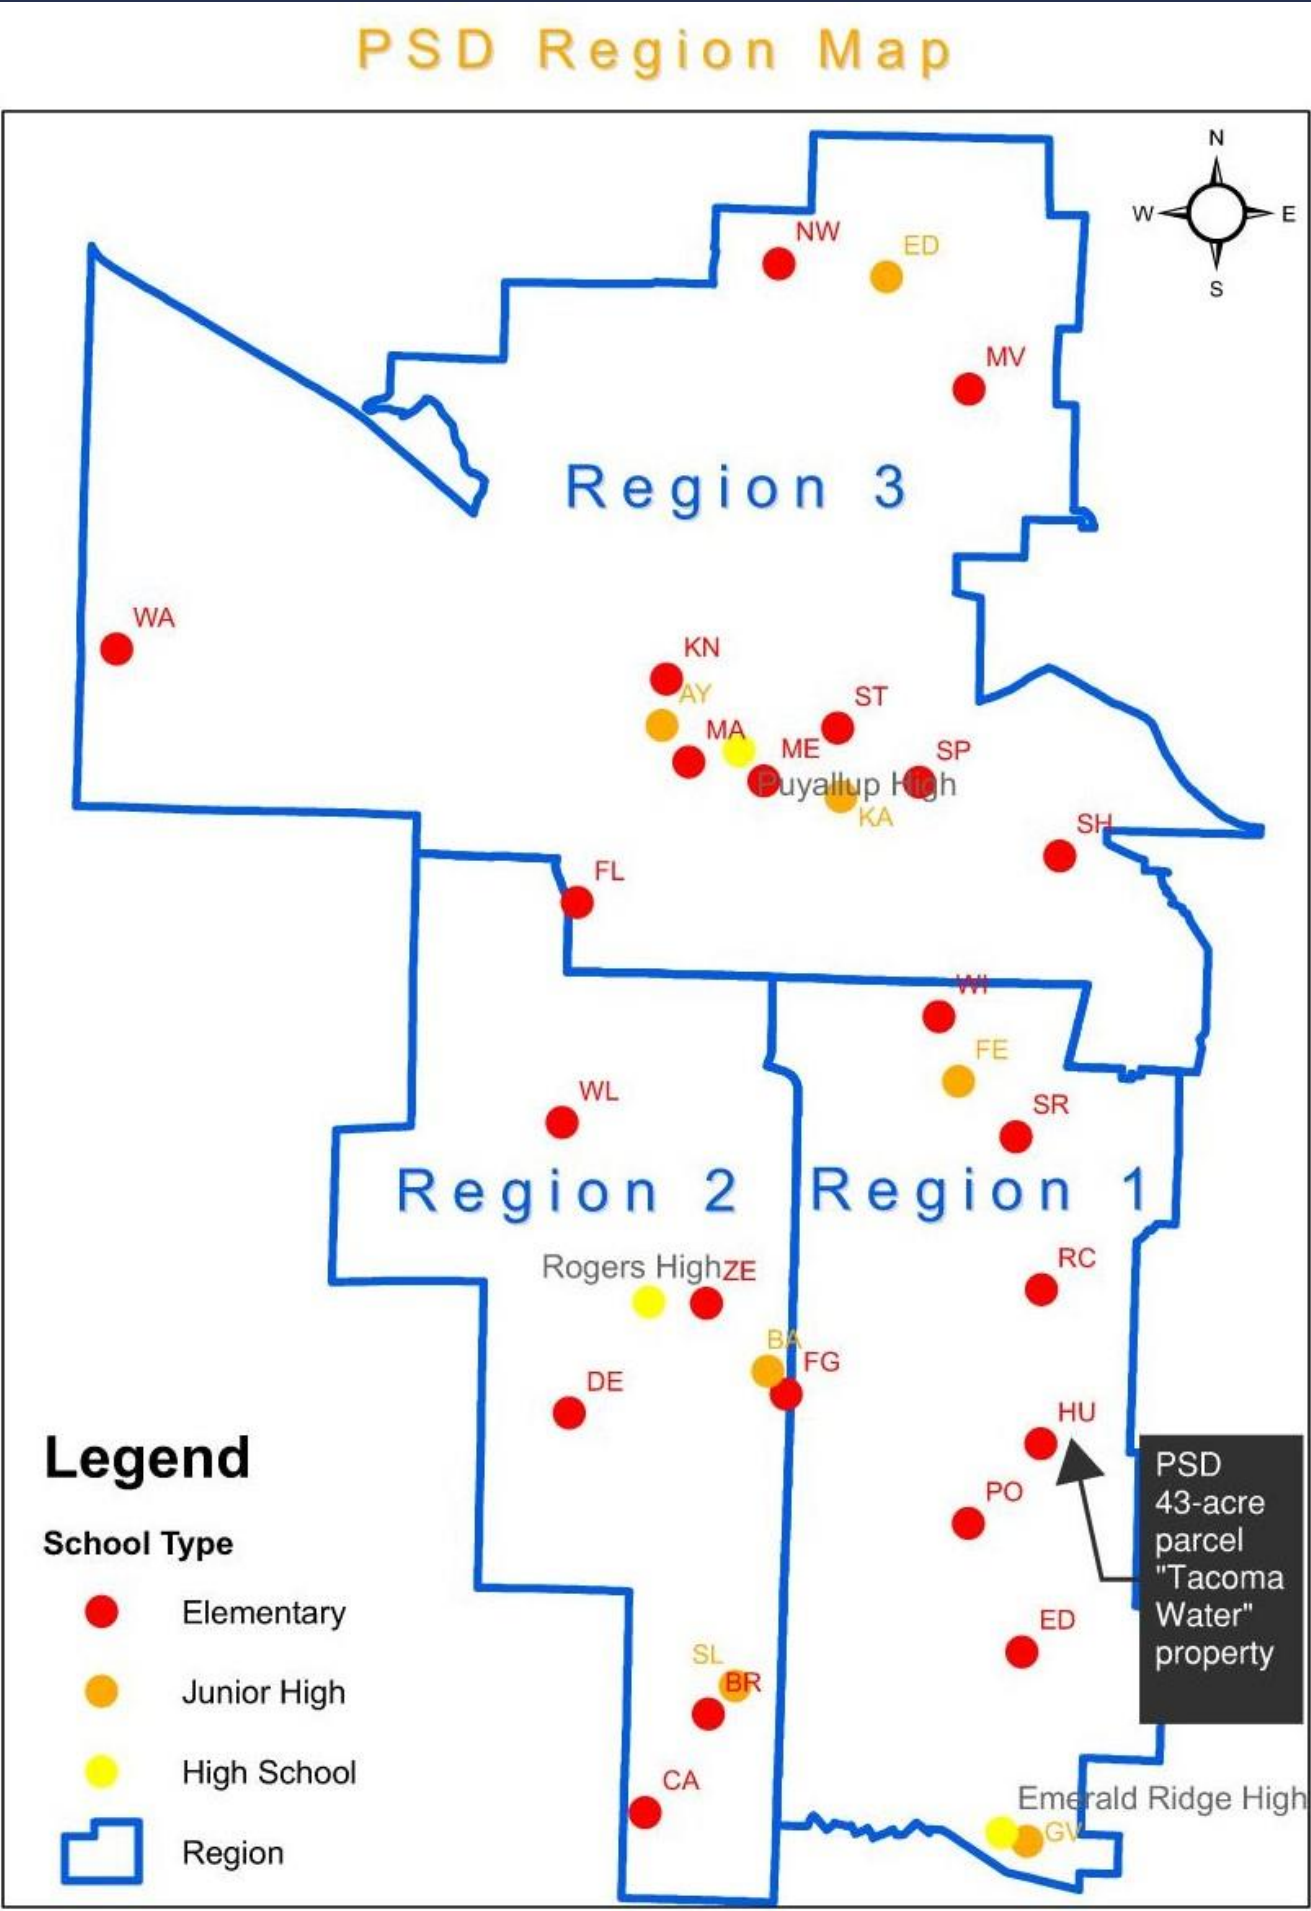 PSD Region Map
N
W E
S
NW
ED
MV
Region 3
WA
KN
AY
ST
MA
ME
SP
Puyallup High
KA
SH
FL
WI
FE
WL
SR
Region 2
Region 1
RC
Rogers High
ZE
BA
FG
DE
HU
PO
ED
SL
BR
CA
Emerald Ridge High
GV
PSD
43-acre
parcel
"Tacoma
Water"
property
Legend
School Type
Elementary
Junior High
High School
Region